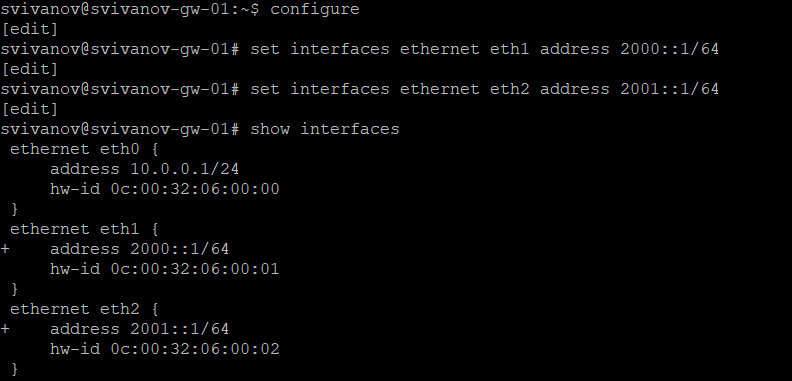 svivanov@svivanov-gw-01:~$ configure
[edit]
svivanov@svivanov-gw-01# set interfaces ethernet eth1 address 2000::1/64
[edit]
svivanov@svivanov-gw-01# set interfaces ethernet eth2 address 2001::1/64
[edit]
svivanov@svivanov-gw-01# show interfaces
 ethernet eth0 {
     address 10.0.0.1/24
     hw-id 0c:00:32:06:00:00
 }
 ethernet eth1 {
+    address 2000::1/64
     hw-id 0c:00:32:06:00:01
 }
 ethernet eth2 {
+    address 2001::1/64
     hw-id 0c:00:32:06:00:02
 }